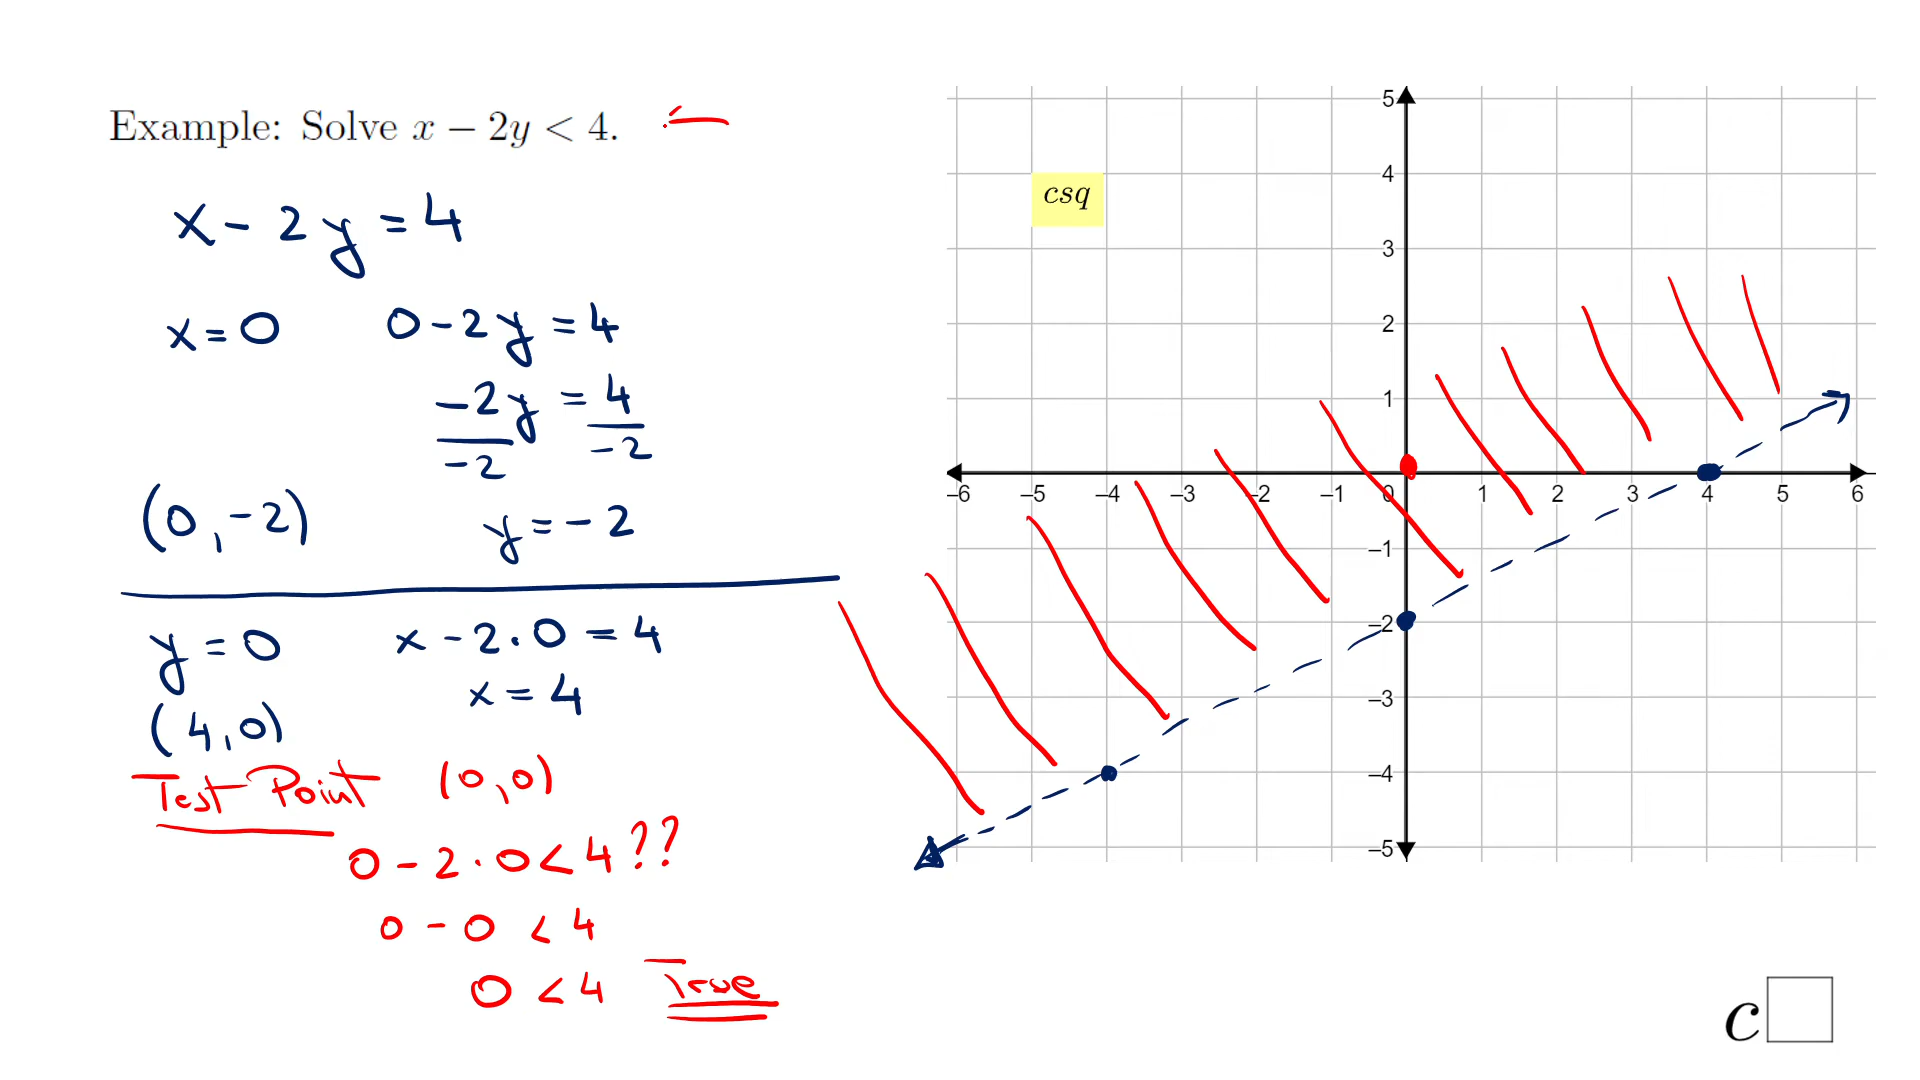 Example: Solve x − 2y < 4.
x - 2y = 4
x = 0 0 - 2y = 4
-2y = 4
-2 -2
(0, -2) y = -2
y = 0 x - 2 · 0 = 4
x = 4
(4, 0)
Test Point (0, 0)
0 - 2 · 0 < 4 ??
0 - 0 < 4
0 < 4 True
csq
5
4
3
2
1
–6 –5 –4 –3 –2 –1 0 1 2 3 4 5 6
–1
–2
–3
–4
–5
c